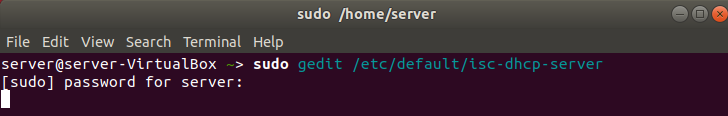 sudo /home/server
File Edit View Search Terminal Help
server@server-VirtualBox ~> sudo gedit /etc/default/isc-dhcp-server
[sudo] password for server: